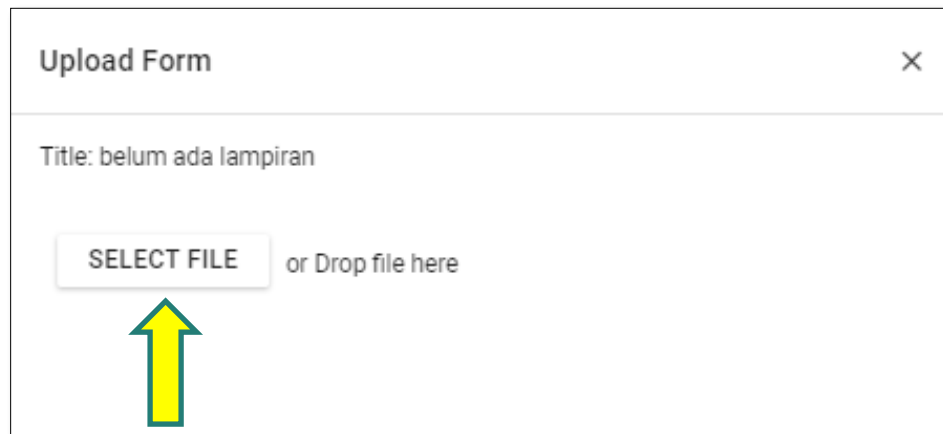 Upload Form
Title: belum ada lampiran
SELECT FILE or Drop file here